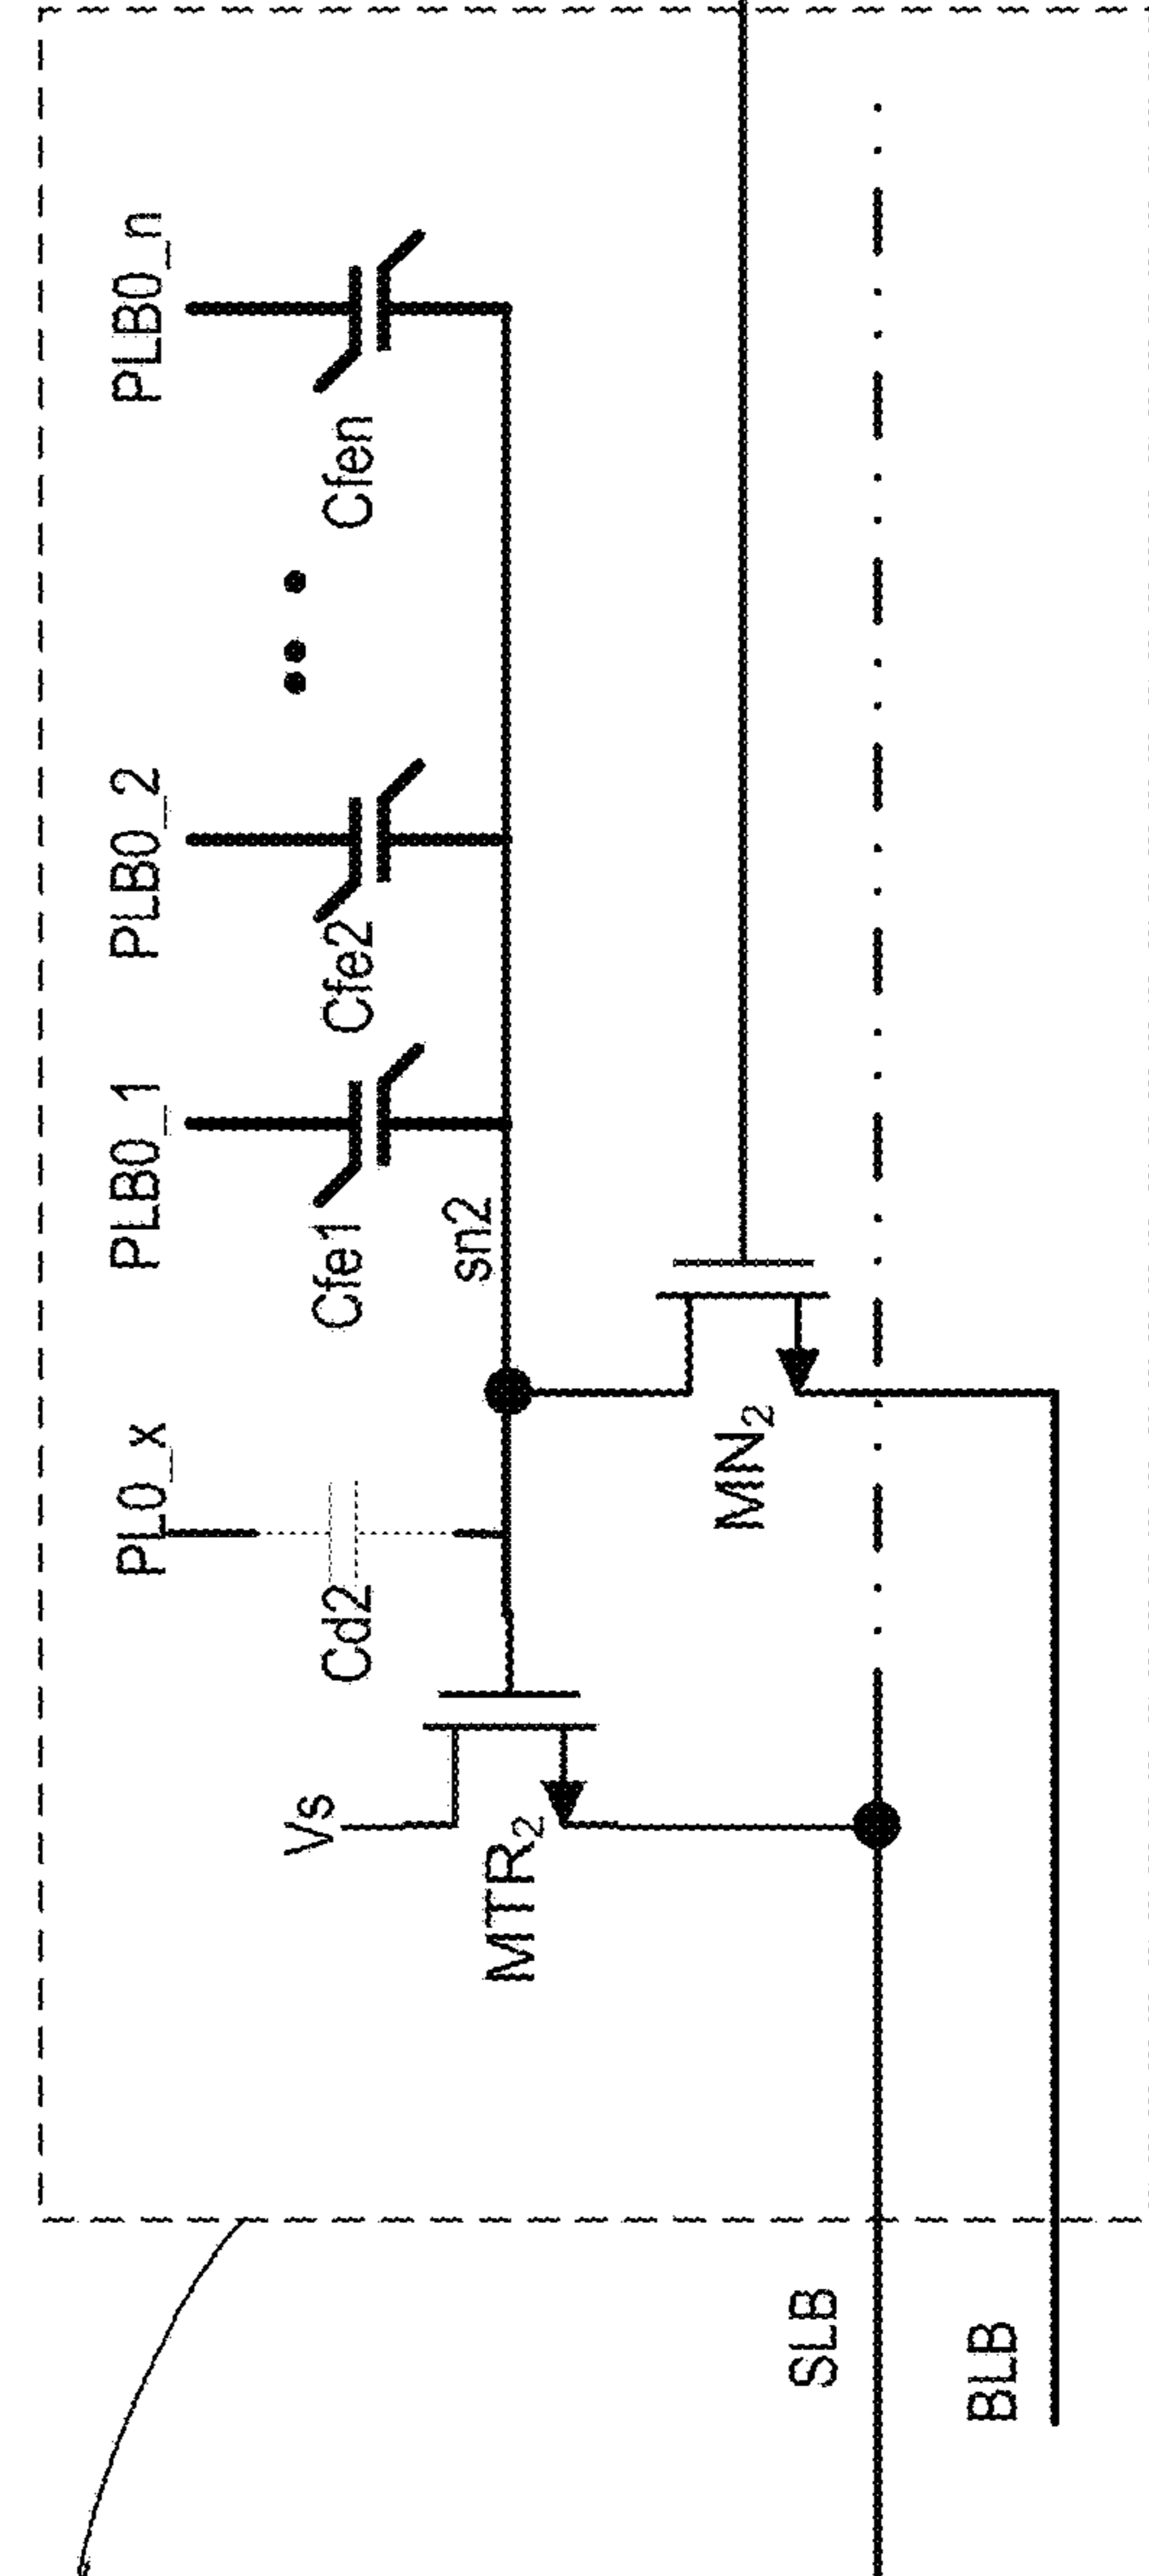 PL0_x
PLB0_1
PLB0_2
PLB0_n
Vs
Cd2
Cfe1
Cfe2
Cfen
sn2
MTR₂
MN₂
SLB
BLB